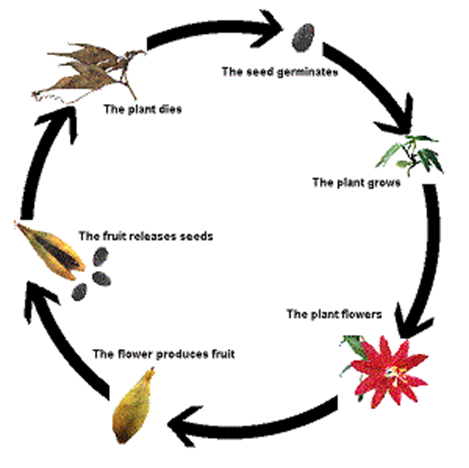 The seed germinates
The plant grows
The plant flowers
The flower produces fruit
The fruit releases seeds
The plant dies